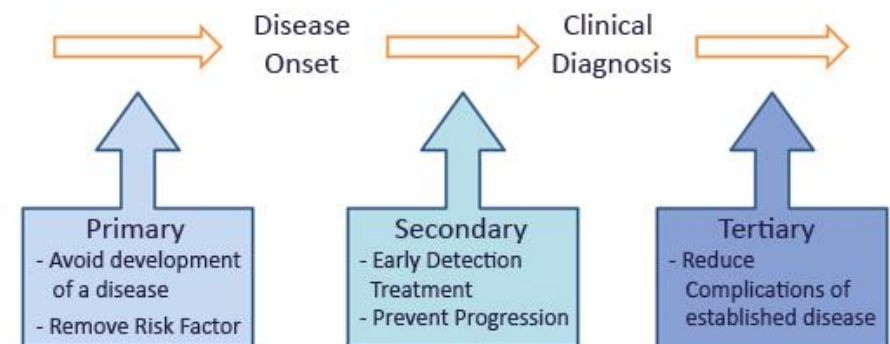 Disease
Onset
Clinical
Diagnosis
Primary
- Avoid development
of a disease
- Remove Risk Factor
Secondary
- Early Detection
Treatment
- Prevent Progression
Tertiary
- Reduce
Complications of
established disease